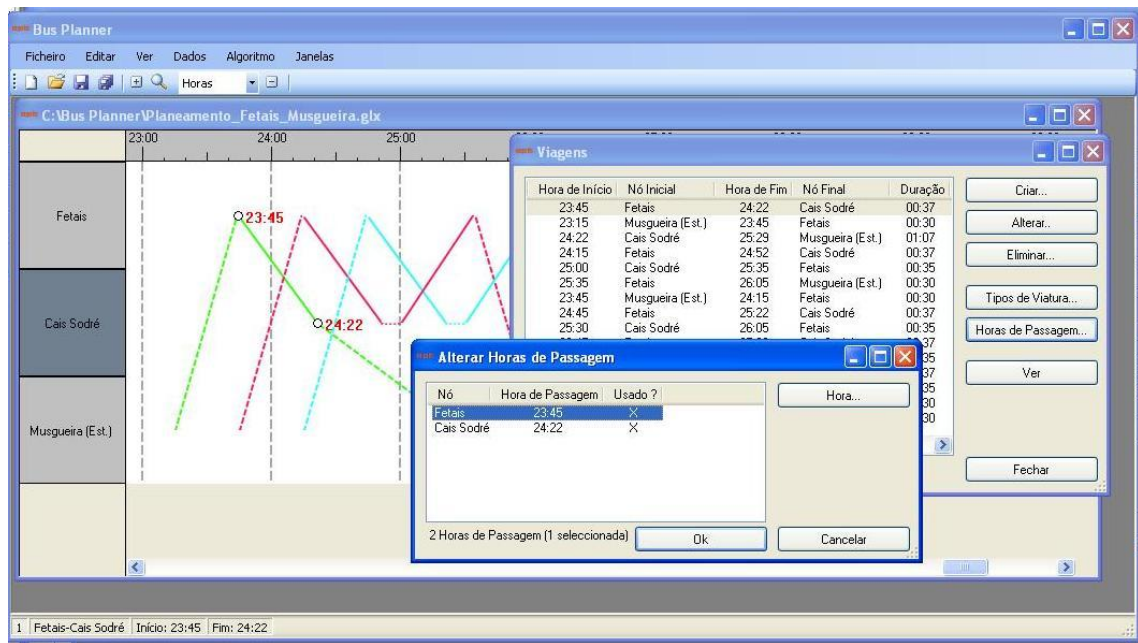 Bus Planner
Ficheiro Editar Ver Dados Algoritmo Janelas
Horas
C:\Bus Planner\Planeamento_Fetais_Musgueira.glx
23:00 24:00 25:00
Fetais
Cais Sodré
Musgueira (Est.)
23:45
24:22
Viagens
Hora de Início Nó Inicial Hora de Fim Nó Final Duração
23:45 Fetais 24:22 Cais Sodré 00:37
23:15 Musgueira (Est.) 23:45 Fetais 00:30
24:22 Cais Sodré 25:29 Musgueira (Est.) 01:07
24:15 Fetais 24:52 Cais Sodré 00:37
25:00 Cais Sodré 25:35 Fetais 00:35
25:35 Fetais 26:05 Musgueira (Est.) 00:30
23:45 Musgueira (Est.) 24:15 Fetais 00:30
24:45 Fetais 25:22 Cais Sodré 00:37
25:30 Cais Sodré 26:05 Fetais 00:35
Criar...
Alterar...
Eliminar...
Tipos de Viatura...
Horas de Passagem...
Ver
Fechar
Alterar Horas de Passagem
Nó Hora de Passagem Usado ?
Fetais 23:45 X
Cais Sodré 24:22 X
Hora...
2 Horas de Passagem (1 seleccionada)
Ok
Cancelar
1 Fetais-Cais Sodré Início: 23:45 Fim: 24:22